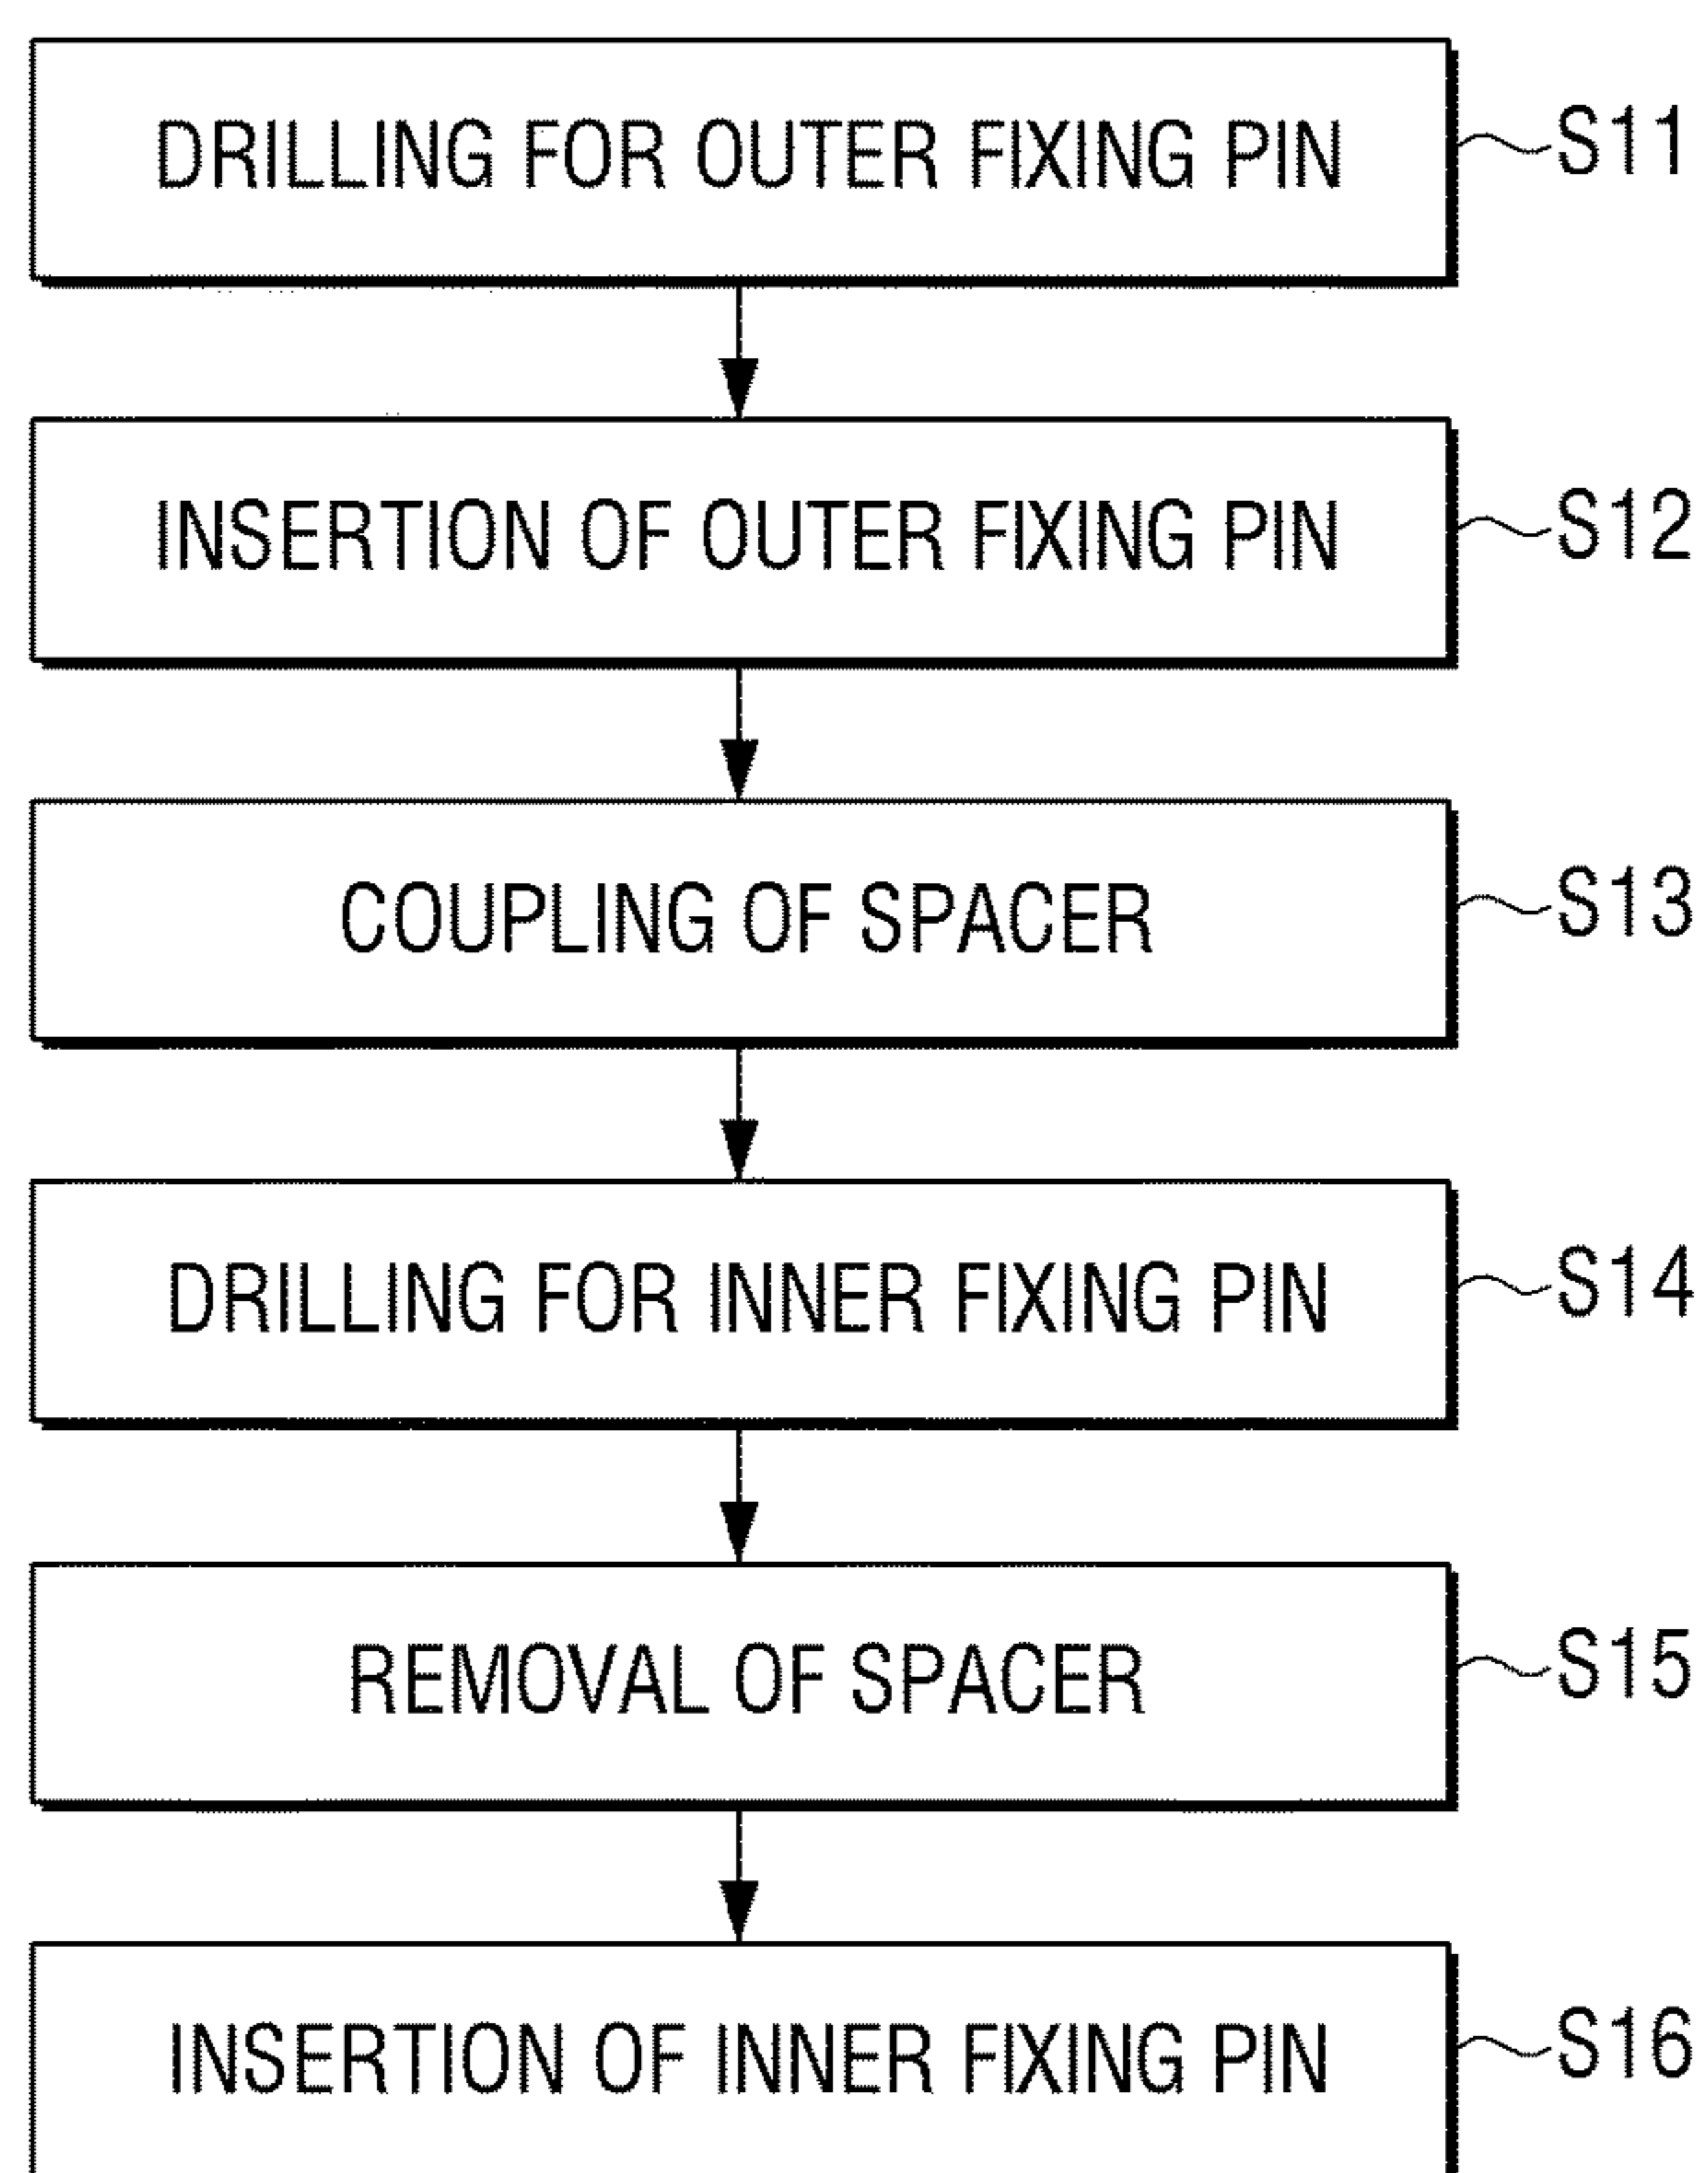 DRILLING FOR OUTER FIXING PIN
S11
INSERTION OF OUTER FIXING PIN
S12
COUPLING OF SPACER
S13
DRILLING FOR INNER FIXING PIN
S14
REMOVAL OF SPACER
S15
INSERTION OF INNER FIXING PIN
S16